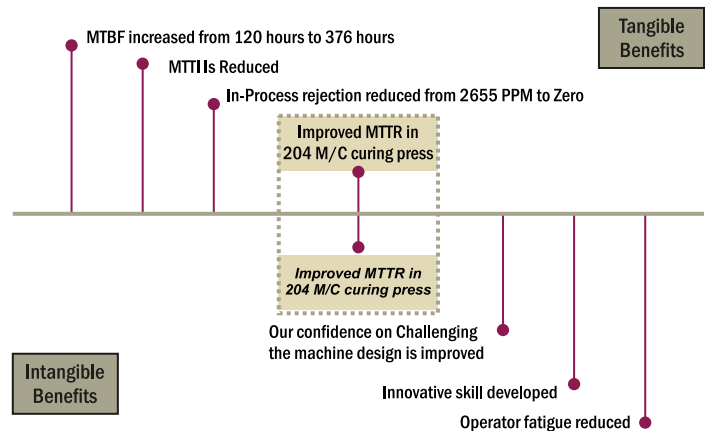 Tangible
Benefits
MTBF increased from 120 hours to 376 hours
MTTI Is Reduced
In-Process rejection reduced from 2655 PPM to Zero
Improved MTTR in
204 M/C curing press
Improved MTTR in
204 M/C curing press
Our confidence on Challenging
the machine design is improved
Intangible
Benefits
Innovative skill developed
Operator fatigue reduced